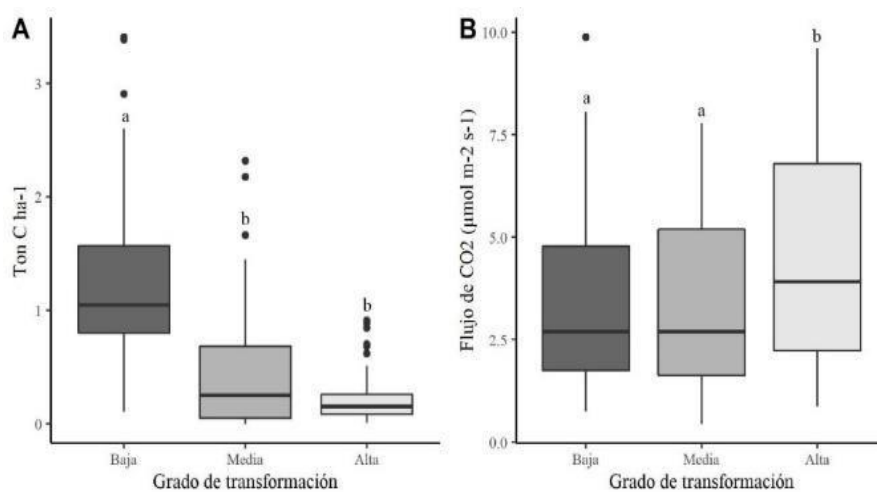 A
Ton C ha-1
3
2
1
0
a
b
b
Baja
Media
Alta
Grado de transformación
B
Flujo de CO2 (µmol m-2 s-1)
10.0
7.5
5.0
2.5
0.0
a
a
b
Baja
Media
Alta
Grado de transformación